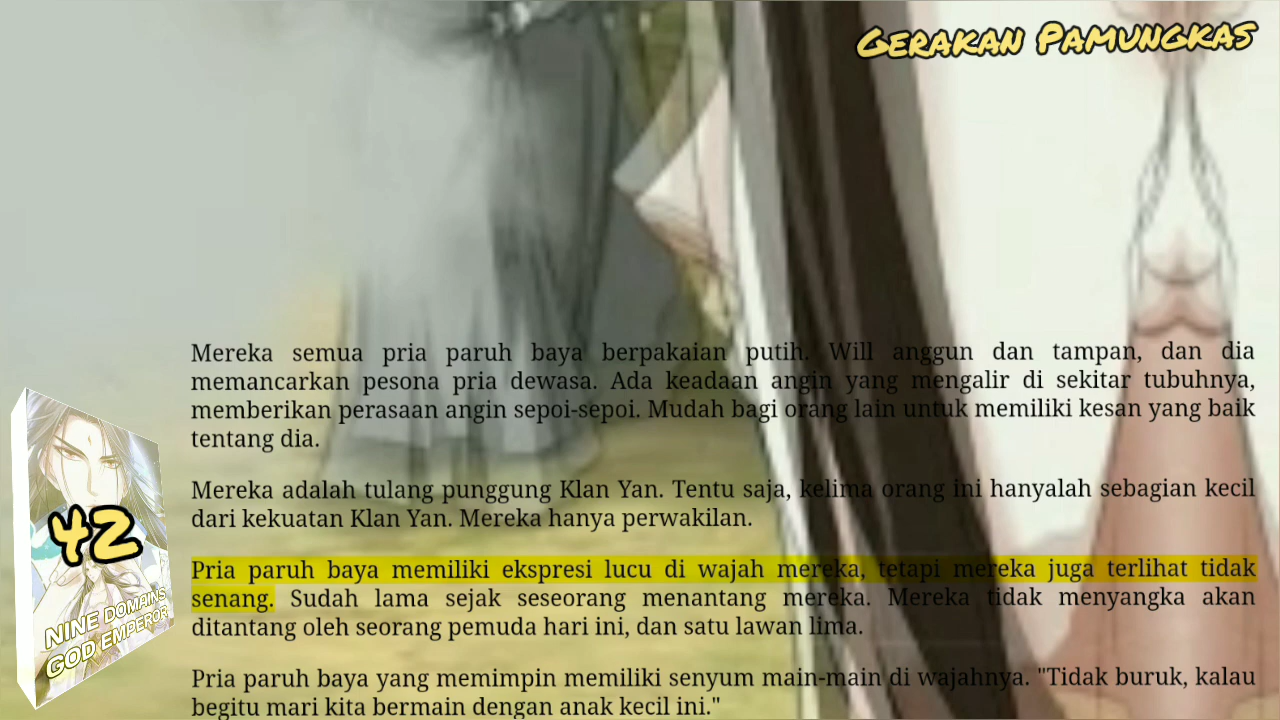 Gerakan Pamungkas
Mereka semua pria paruh baya berpakaian putih. Will anggun dan tampan, dan dia
memancarkan pesona pria dewasa. Ada keadaan angin yang mengalir di sekitar tubuhnya,
memberikan perasaan angin sepoi-sepoi. Mudah bagi orang lain untuk memiliki kesan yang baik
tentang dia.
Mereka adalah tulang punggung Klan Yan. Tentu saja, kelima orang ini hanyalah sebagian kecil
dari kekuatan Klan Yan. Mereka hanya perwakilan.
Pria paruh baya memiliki ekspresi lucu di wajah mereka, tetapi mereka juga terlihat tidak
senang. Sudah lama sejak seseorang menantang mereka. Mereka tidak menyangka akan
ditantang oleh seorang pemuda hari ini, dan satu lawan lima.
Pria paruh baya yang memimpin memiliki senyum main-main di wajahnya. "Tidak buruk, kalau
begitu mari kita bermain dengan anak kecil ini."
42
NINE DOMAINS
GOD EMPEROR